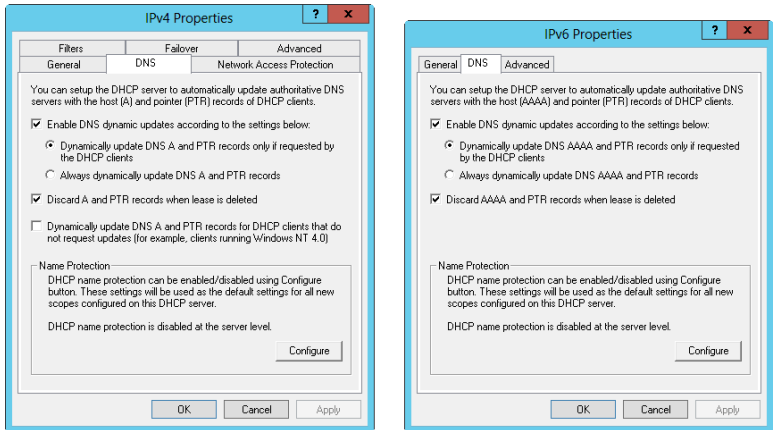 IPv4 Properties
?
x
Filters
Failover
Advanced
General
DNS
Network Access Protection
You can setup the DHCP server to automatically update authoritative DNS
servers with the host (A) and pointer (PTR) records of DHCP clients.
Enable DNS dynamic updates according to the settings below:
Dynamically update DNS A and PTR records only if requested
by the DHCP clients
Always dynamically update DNS A and PTR records
Discard A and PTR records when lease is deleted
Dynamically update DNS A and PTR records for DHCP clients that do
not request updates (for example, clients running Windows NT 4.0)
Name Protection
DHCP name protection can be enabled/disabled using Configure
button. These settings will be used as the default settings for all new
scopes configured on this DHCP server.
DHCP name protection is disabled at the server level.
Configure
OK
Cancel
Apply
IPv6 Properties
?
x
General
DNS
Advanced
You can setup the DHCP server to automatically update authoritative DNS
servers with the host (AAAA) and pointer (PTR) records of DHCP clients.
Enable DNS dynamic updates according to the settings below:
Dynamically update DNS AAAA and PTR records only if requested
by the DHCP clients
Always dynamically update DNS AAAA and PTR records
Discard AAAA and PTR records when lease is deleted
Name Protection
DHCP name protection can be enabled/disabled using Configure
button. These settings will be used as the default settings for all new
scopes configured on this DHCP server.
DHCP name protection is disabled at the server level.
Configure
OK
Cancel
Apply